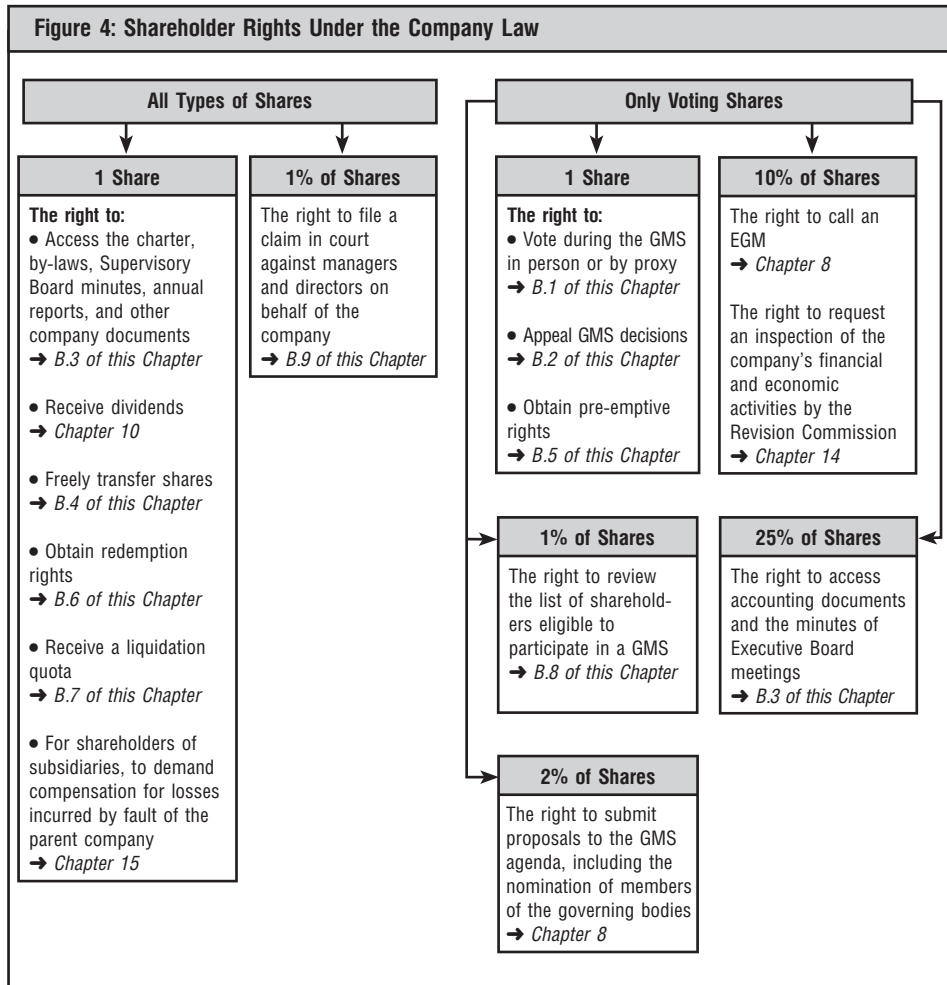 Figure 4: Shareholder Rights Under the Company Law
All Types of Shares
1 Share
The right to:
● Access the charter,
by-laws, Supervisory
Board minutes, annual
reports, and other
company documents
➜ B.3 of this Chapter
● Receive dividends
➜ Chapter 10
● Freely transfer shares
➜ B.4 of this Chapter
● Obtain redemption
rights
➜ B.6 of this Chapter
● Receive a liquidation
quota
➜ B.7 of this Chapter
● For shareholders of
subsidiaries, to demand
compensation for losses
incurred by fault of the
parent company
➜ Chapter 15
1% of Shares
The right to file a
claim in court
against managers
and directors on
behalf of the
company
➜ B.9 of this Chapter
Only Voting Shares
1 Share
The right to:
● Vote during the GMS
in person or by proxy
➜ B.1 of this Chapter
● Appeal GMS decisions
➜ B.2 of this Chapter
● Obtain pre-emptive
rights
➜ B.5 of this Chapter
10% of Shares
The right to call an
EGM
➜ Chapter 8
The right to request
an inspection of the
company's financial
and economic
activities by the
Revision Commission
➜ Chapter 14
1% of Shares
The right to review
the list of sharehold-
ers eligible to
participate in a GMS
➜ B.8 of this Chapter
25% of Shares
The right to access
accounting documents
and the minutes of
Executive Board
meetings
➜ B.3 of this Chapter
2% of Shares
The right to submit
proposals to the GMS
agenda, including the
nomination of members
of the governing bodies
➜ Chapter 8